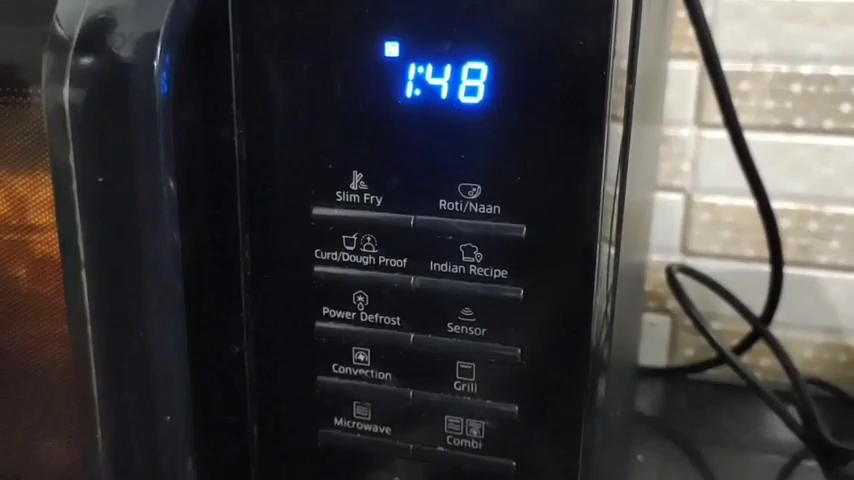 1:48
Slim Fry
Roti/Naan
Curd/Dough Proof
Indian Recipe
Power Defrost
Sensor
Convection
Grill
Microwave
Combi